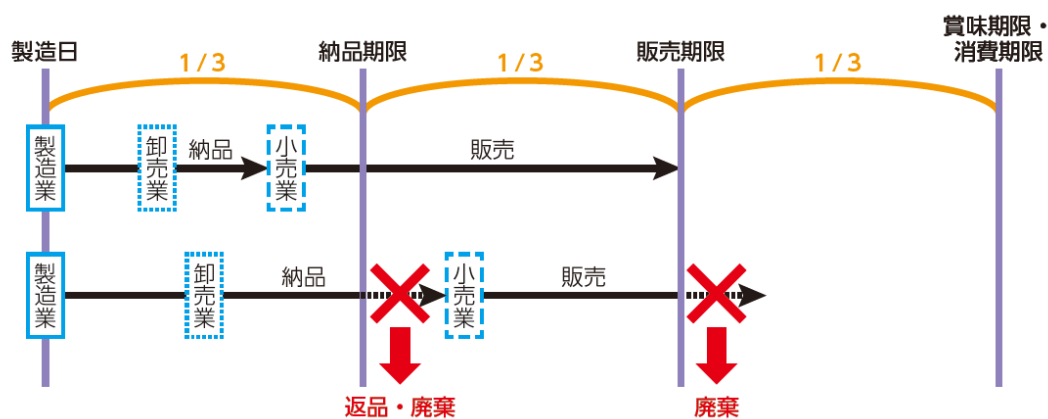 製造日
1/3
納品期限
1/3
販売期限
1/3
賞味期限・
消費期限
製造業
卸売業
納品
小売業
販売
製造業
卸売業
納品
小売業
販売
返品・廃棄
廃棄